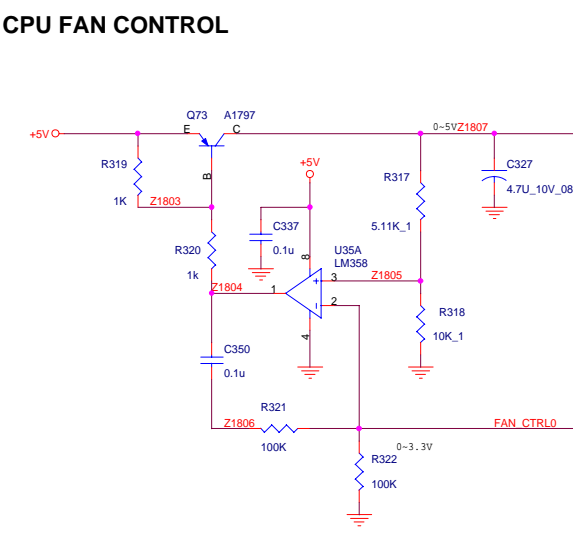 CPU FAN CONTROL
Q73 A1797
+5V
E
C
0~5V
Z1807
B
R319
1K
Z1803
+5V
R317
5.11K_1
C327
4.7U_10V_08
C337
0.1u
R320
1k
U35A
LM358
8
3
Z1805
+
2
-
1
4
Z1804
R318
10K_1
C350
0.1u
R321
Z1806
100K
FAN_CTRL0
0~3.3V
R322
100K